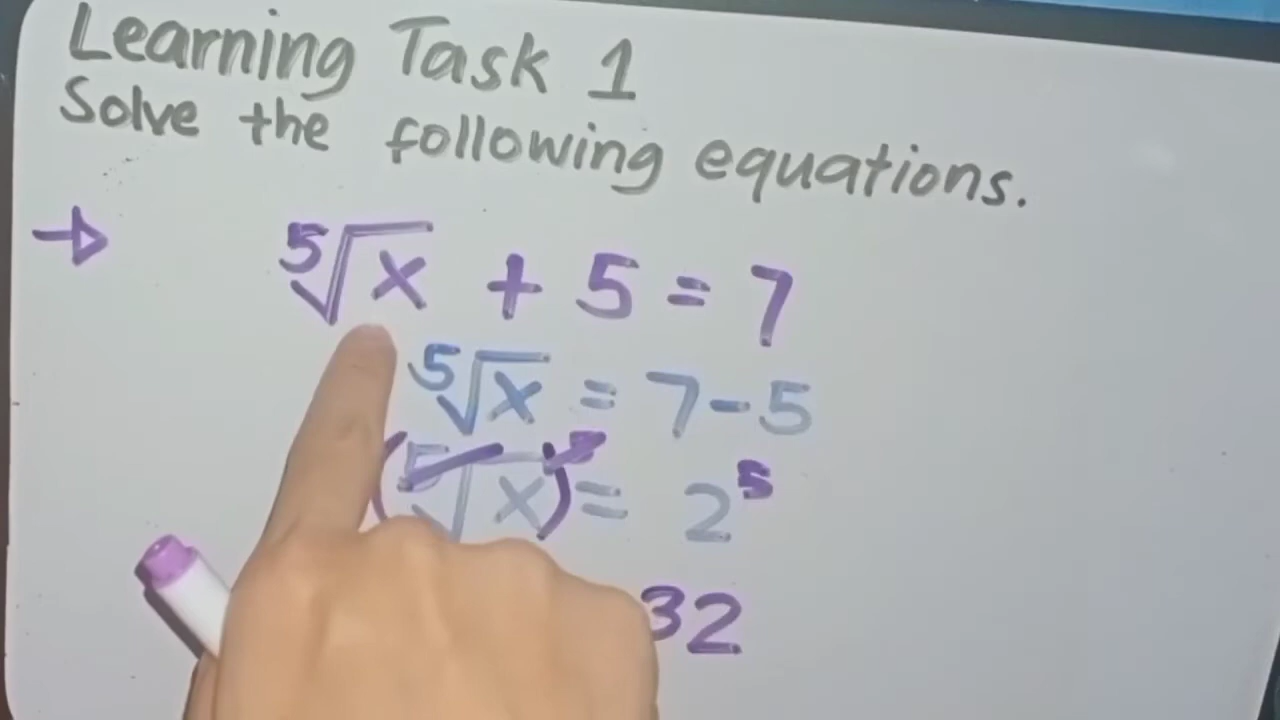 Learning Task 1
Solve the following equations.
→ ⁵√x + 5 = 7
⁵√x = 7-5
(⁵√x)⁵ = 2⁵
32